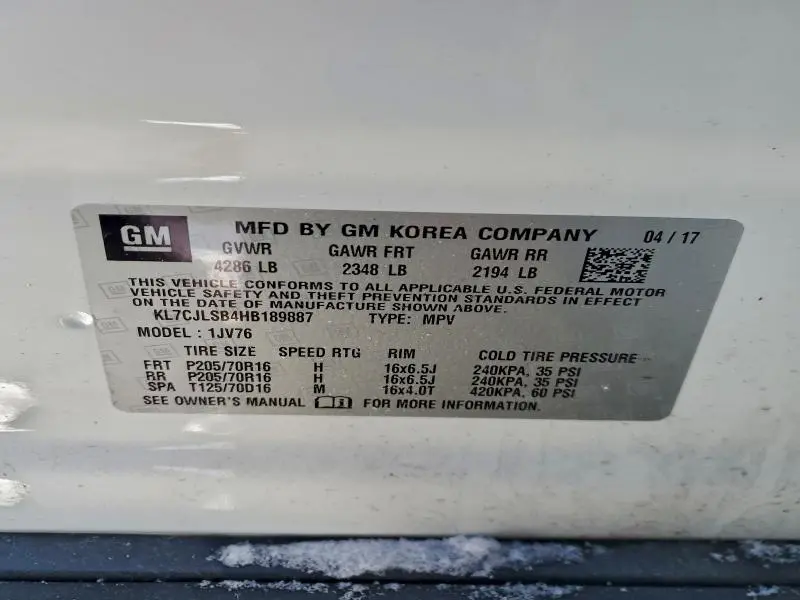 GM MFD BY GM KOREA COMPANY 04 / 17
GVWR GAWR FRT GAWR RR
4286 LB 2348 LB 2194 LB
THIS VEHICLE CONFORMS TO ALL APPLICABLE U.S. FEDERAL MOTOR
VEHICLE SAFETY AND THEFT PREVENTION STANDARDS IN EFFECT
ON THE DATE OF MANUFACTURE SHOWN ABOVE.
KL7CJLSB4HB189887 TYPE: MPV
MODEL : 1JV76
TIRE SIZE SPEED RTG RIM COLD TIRE PRESSURE
FRT P205/70R16 H 16x6.5J 240KPA, 35 PSI
RR P205/70R16 H 16x6.5J 240KPA, 35 PSI
SPA T125/70D16 M 16x4.0T 420KPA, 60 PSI
SEE OWNER'S MANUAL FOR MORE INFORMATION.